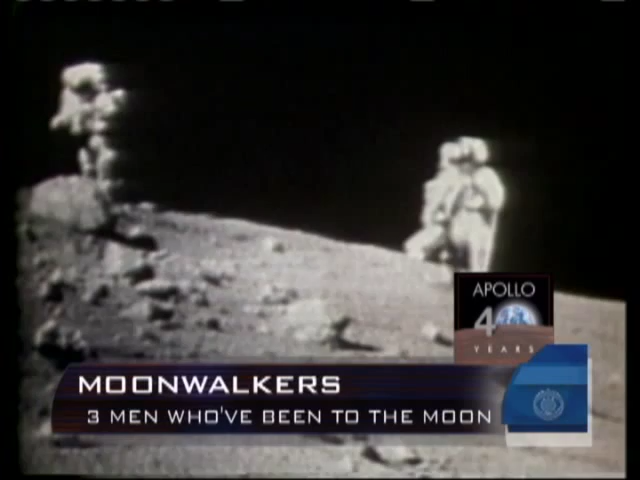 APOLLO
40
YEARS
MOONWALKERS
3 MEN WHO'VE BEEN TO THE MOON